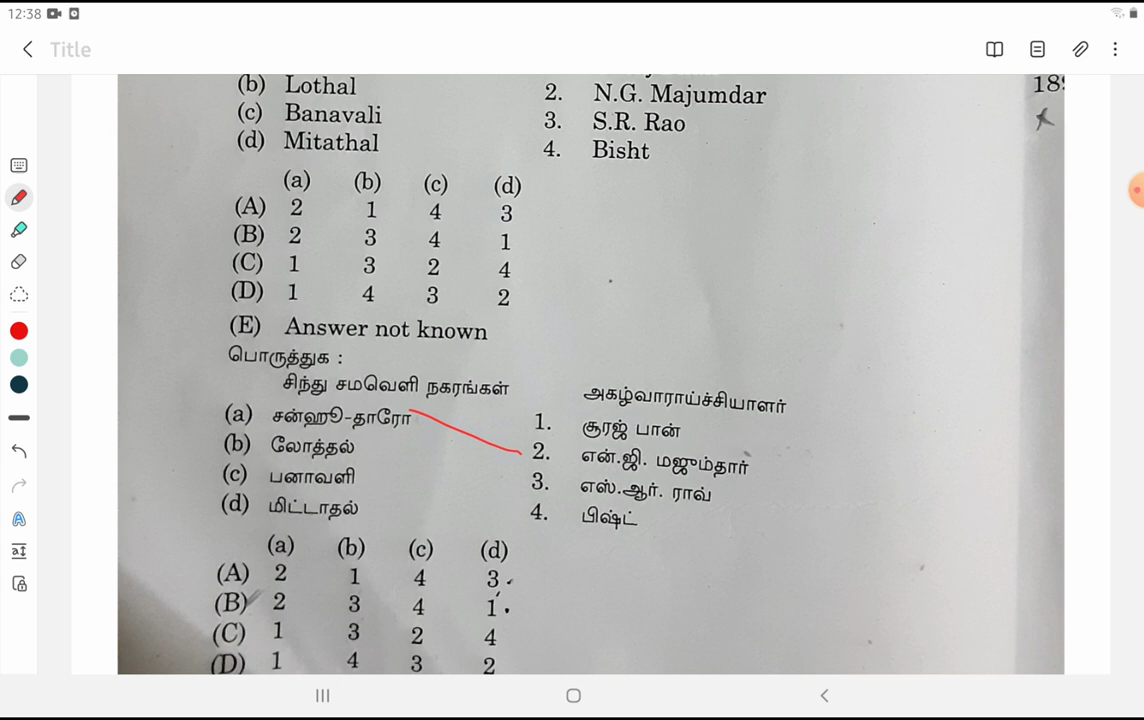 12:38
Title
(b) Lothal
2. N.G. Majumdar
18
(c) Banavali
3. S.R. Rao
(d) Mitathal
4. Bisht
(a) (b) (c) (d)
(A) 2 1 4 3
(B) 2 3 4 1
(C) 1 3 2 4
(D) 1 4 3 2
(E) Answer not known
பொருத்துக :
சிந்து சமவெளி நகரங்கள் அகழ்வாராய்ச்சியாளர்
(a) சன்ஹூ-தாரோ 1. சூரஜ் பான்
(b) லோத்தல் 2. என்.ஜி. மஜும்தார்
(c) பனாவளி 3. எஸ்.ஆர். ராவ்
(d) மிட்டாதல் 4. பிஷ்ட்
(a) (b) (c) (d)
(A) 2 1 4 3
(B) 2 3 4 1
(C) 1 3 2 4
(D) 1 4 3 2